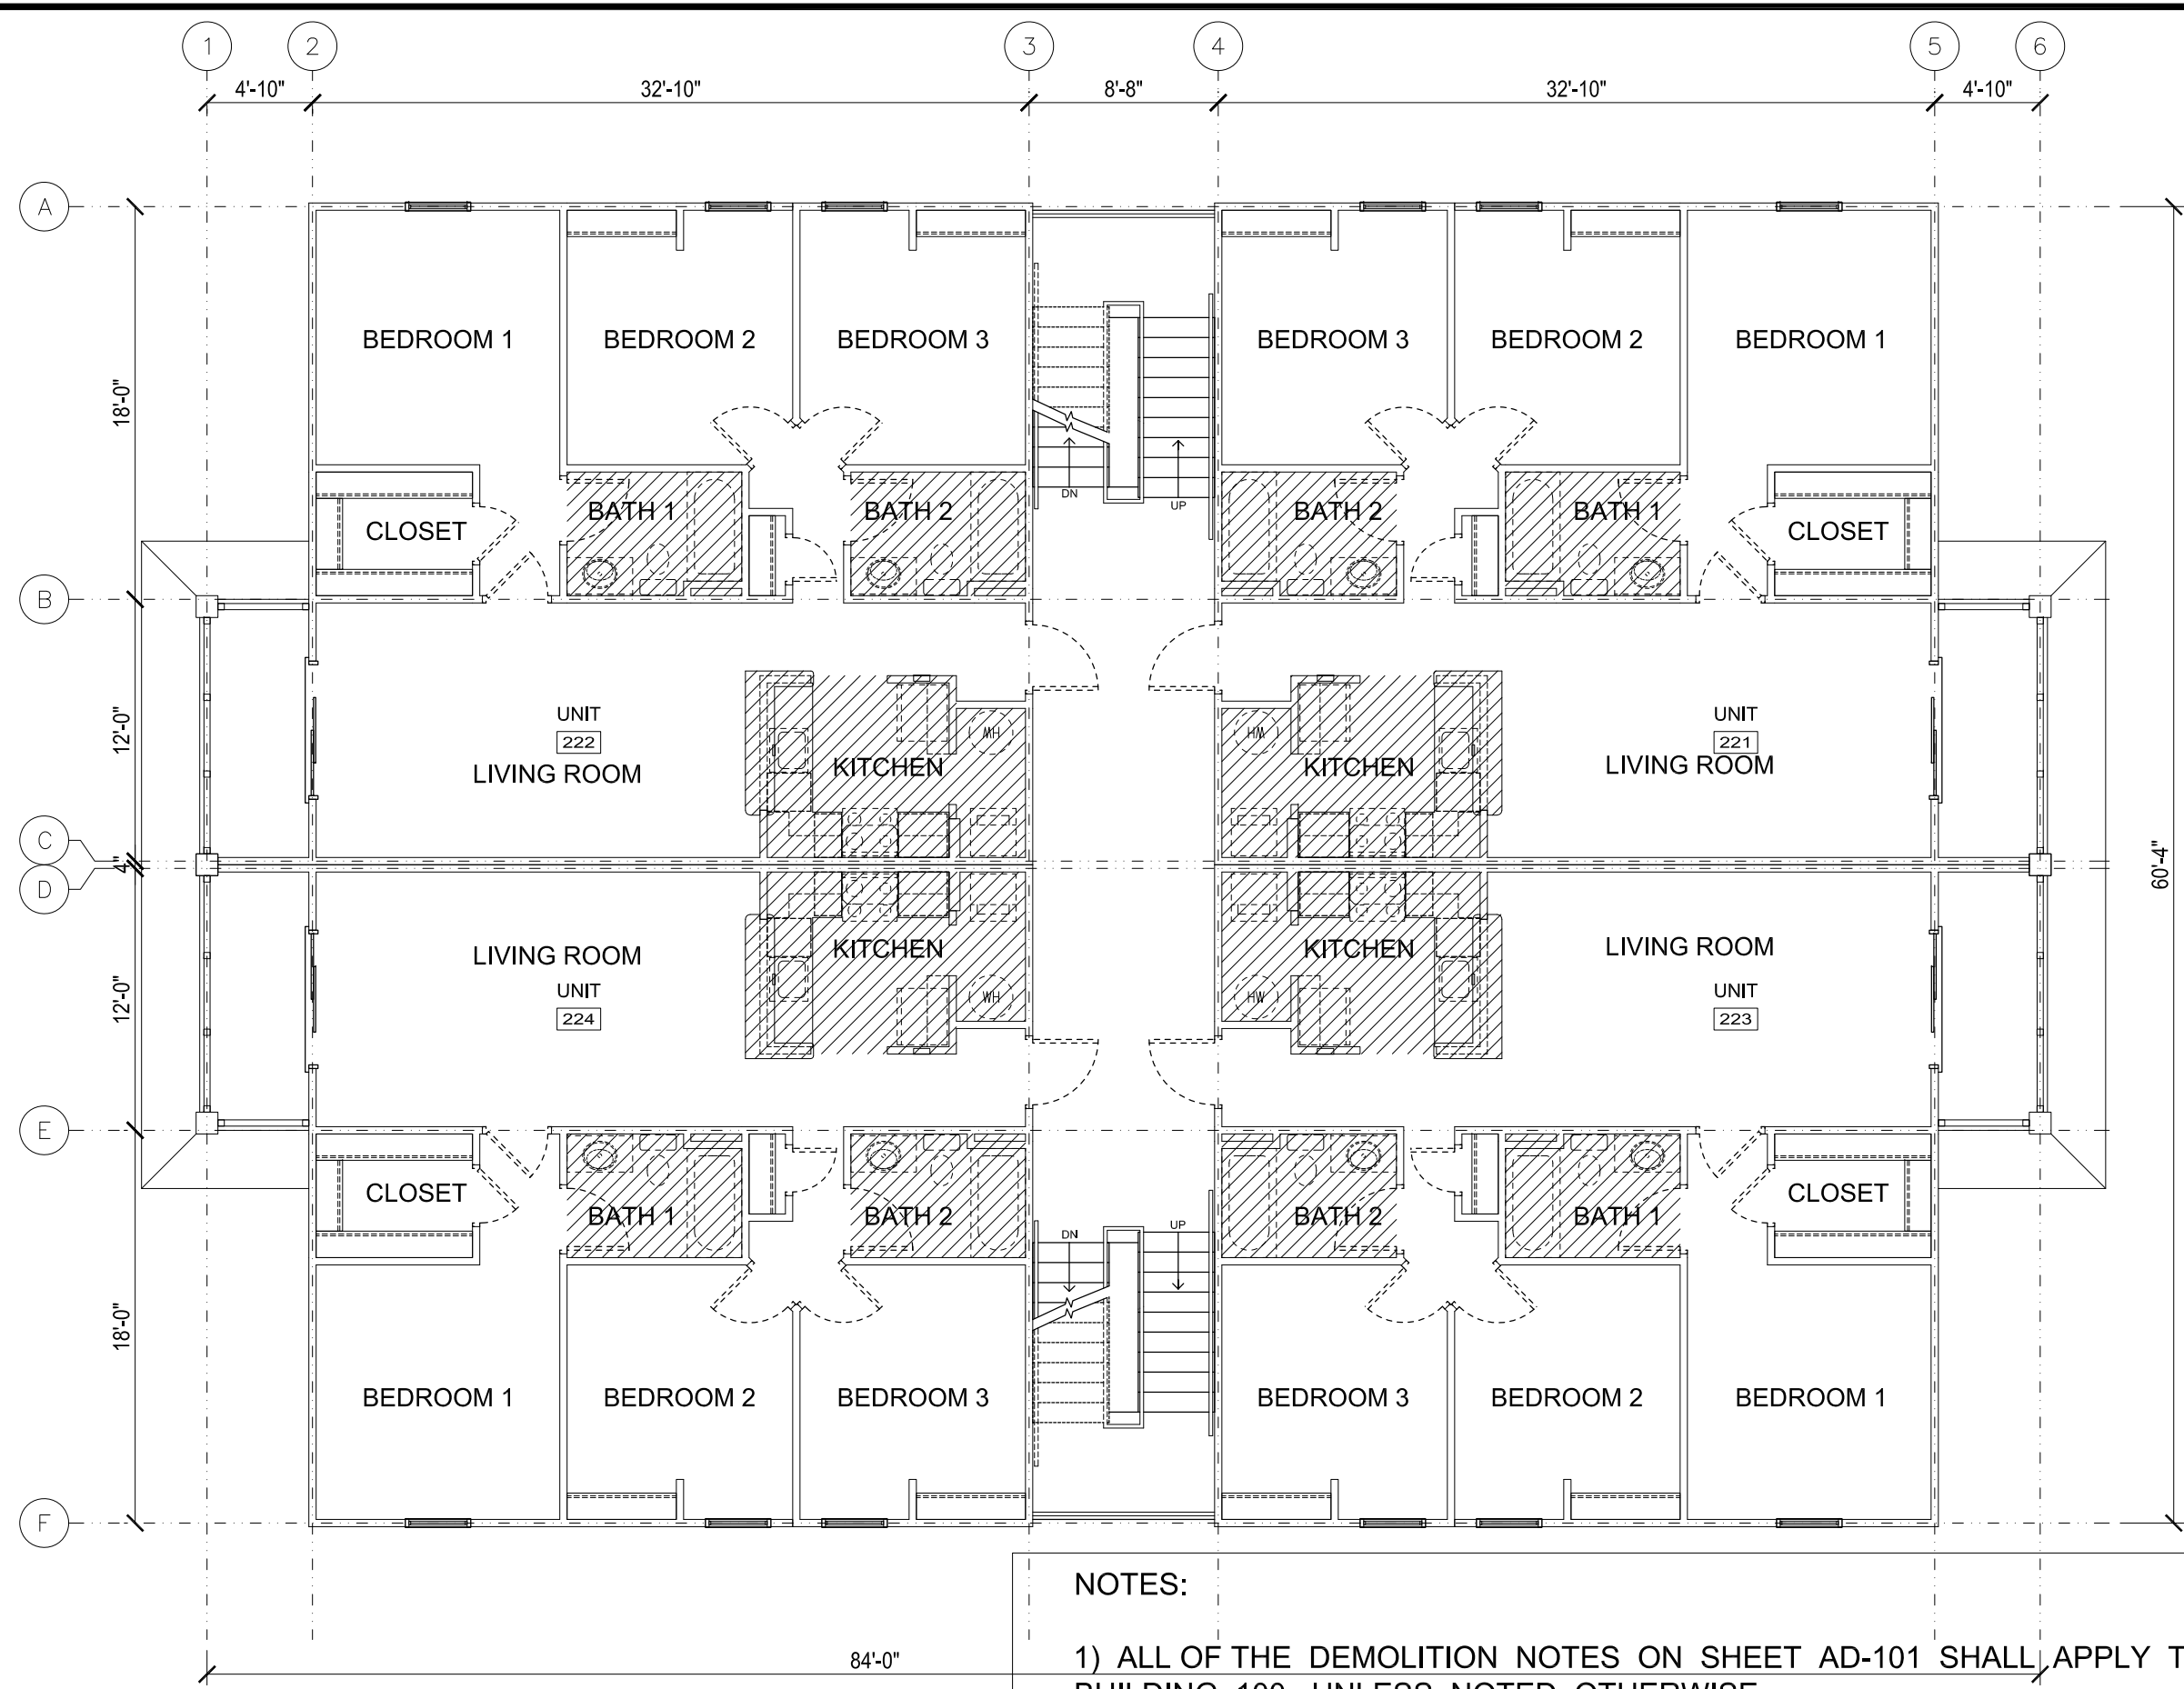 1 2 3 4 5 6
4'-10" 32'-10" 8'-8" 32'-10" 4'-10"
A
BEDROOM 1 BEDROOM 2 BEDROOM 3 BEDROOM 3 BEDROOM 2 BEDROOM 1
18'-0"
DN UP
BATH 1 BATH 2 BATH 2 BATH 1
CLOSET CLOSET
B
UNIT UNIT
222 221
12'-0"
WH HW
KITCHEN KITCHEN
LIVING ROOM LIVING ROOM
C
4"
D
60'-4"
KITCHEN KITCHEN
LIVING ROOM LIVING ROOM
12'-0"
UNIT UNIT
WH HW
224 223
E
CLOSET CLOSET
BATH 1 BATH 2 BATH 2 BATH 1
DN UP
18'-0"
BEDROOM 1 BEDROOM 2 BEDROOM 3 BEDROOM 3 BEDROOM 2 BEDROOM 1
F
NOTES:
84'-0"
1) ALL OF THE DEMOLITION NOTES ON SHEET AD-101 SHALL APPLY T
BUILDING 100, UNLESS NOTED OTHERWISE